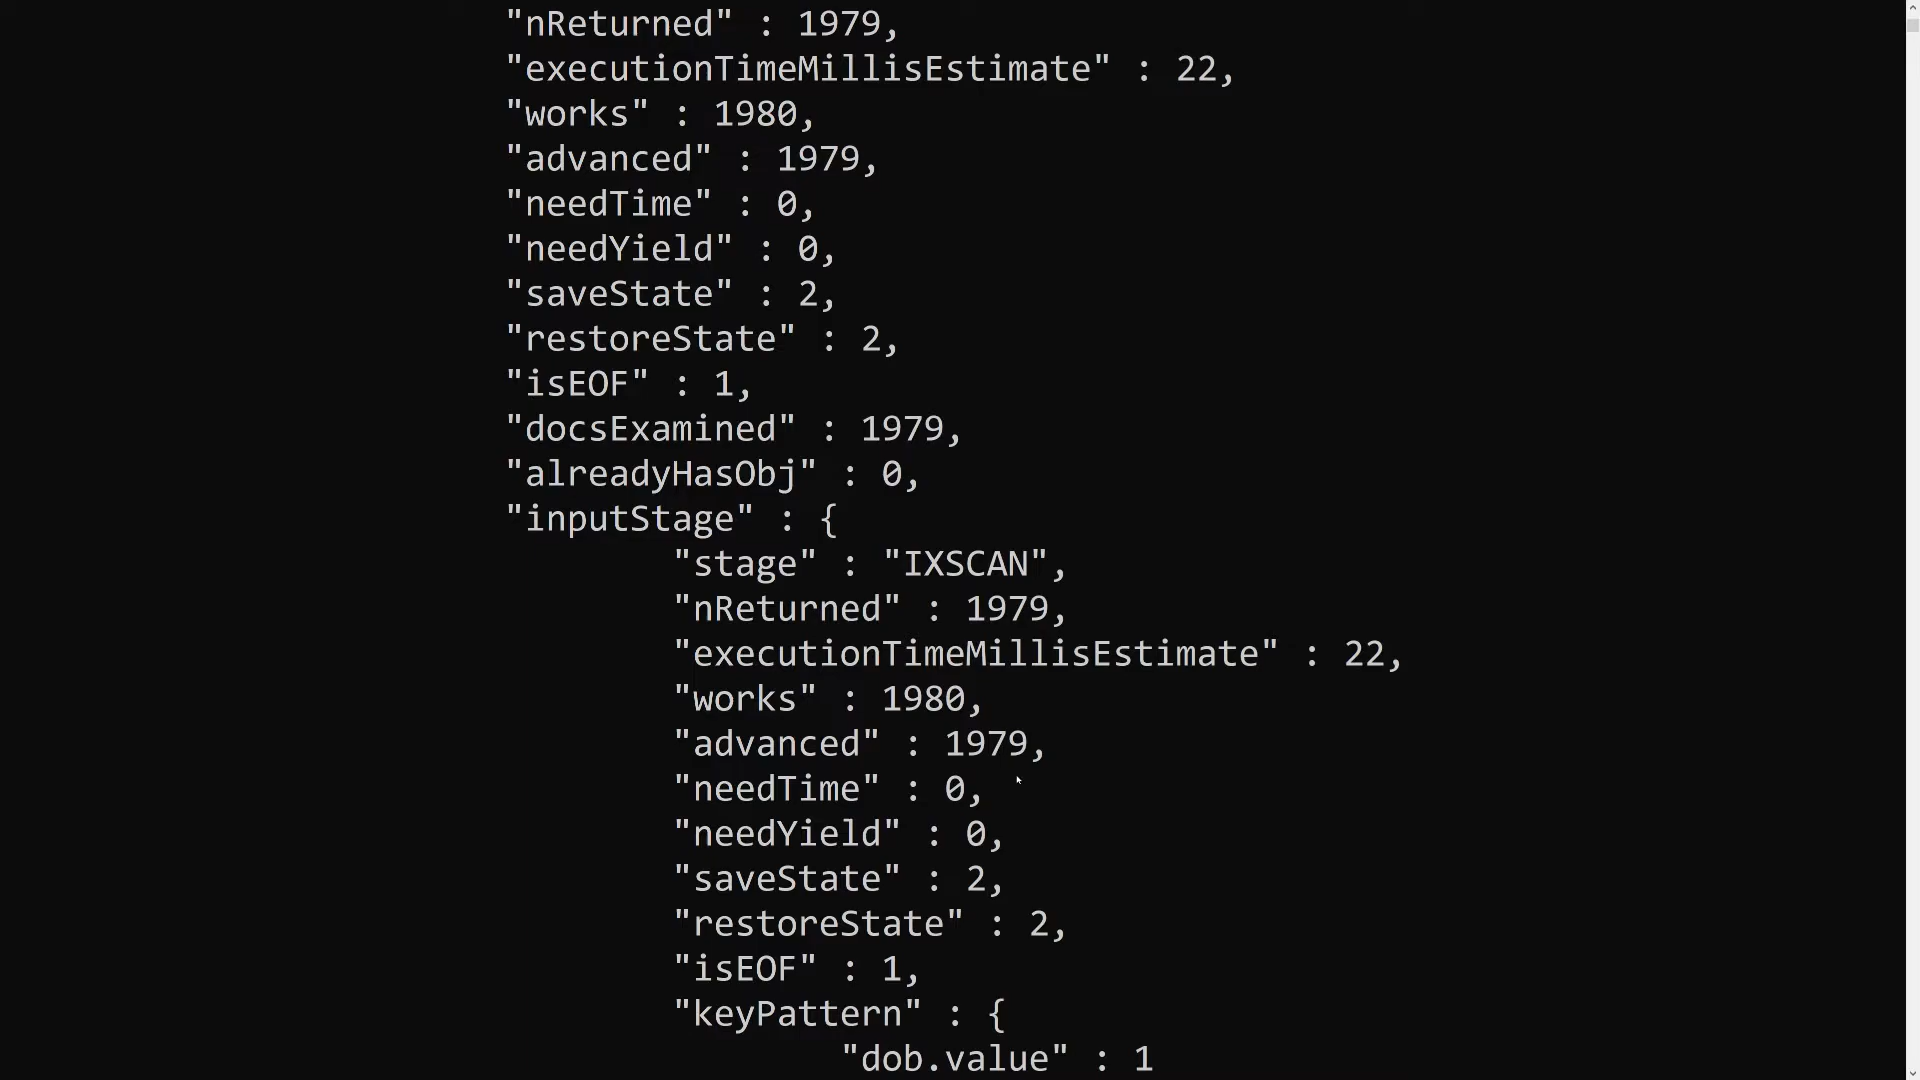 "nReturned" : 1979,
"executionTimeMillisEstimate" : 22,
"works" : 1980,
"advanced" : 1979,
"needTime" : 0,
"needYield" : 0,
"saveState" : 2,
"restoreState" : 2,
"isEOF" : 1,
"docsExamined" : 1979,
"alreadyHasObj" : 0,
"inputStage" : {
"stage" : "IXSCAN",
"nReturned" : 1979,
"executionTimeMillisEstimate" : 22,
"works" : 1980,
"advanced" : 1979,
"needTime" : 0,
"needYield" : 0,
"saveState" : 2,
"restoreState" : 2,
"isEOF" : 1,
"keyPattern" : {
"dob.value" : 1